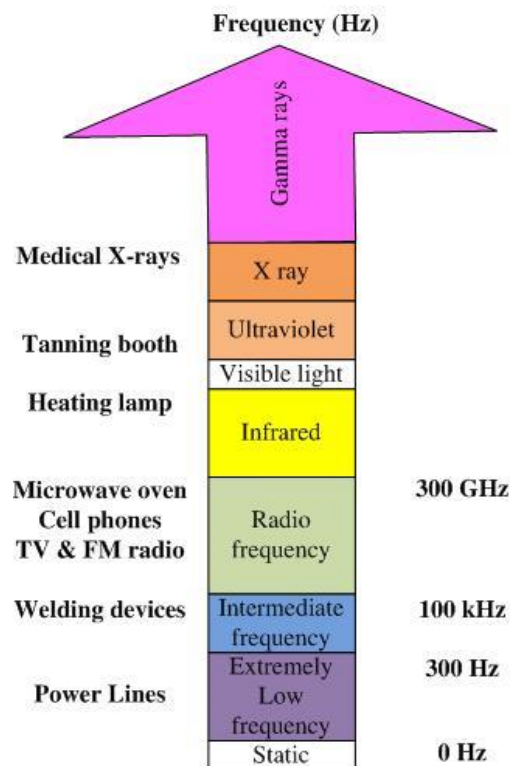 Frequency (Hz)
Gamma rays
Medical X-rays
X ray
Ultraviolet
Tanning booth
Visible light
Heating lamp
Infrared
Microwave oven
Cell phones
TV & FM radio
Radio
frequency
300 GHz
Welding devices
Intermediate
frequency
100 kHz
Extremely
Low
frequency
300 Hz
Power Lines
Static
0 Hz